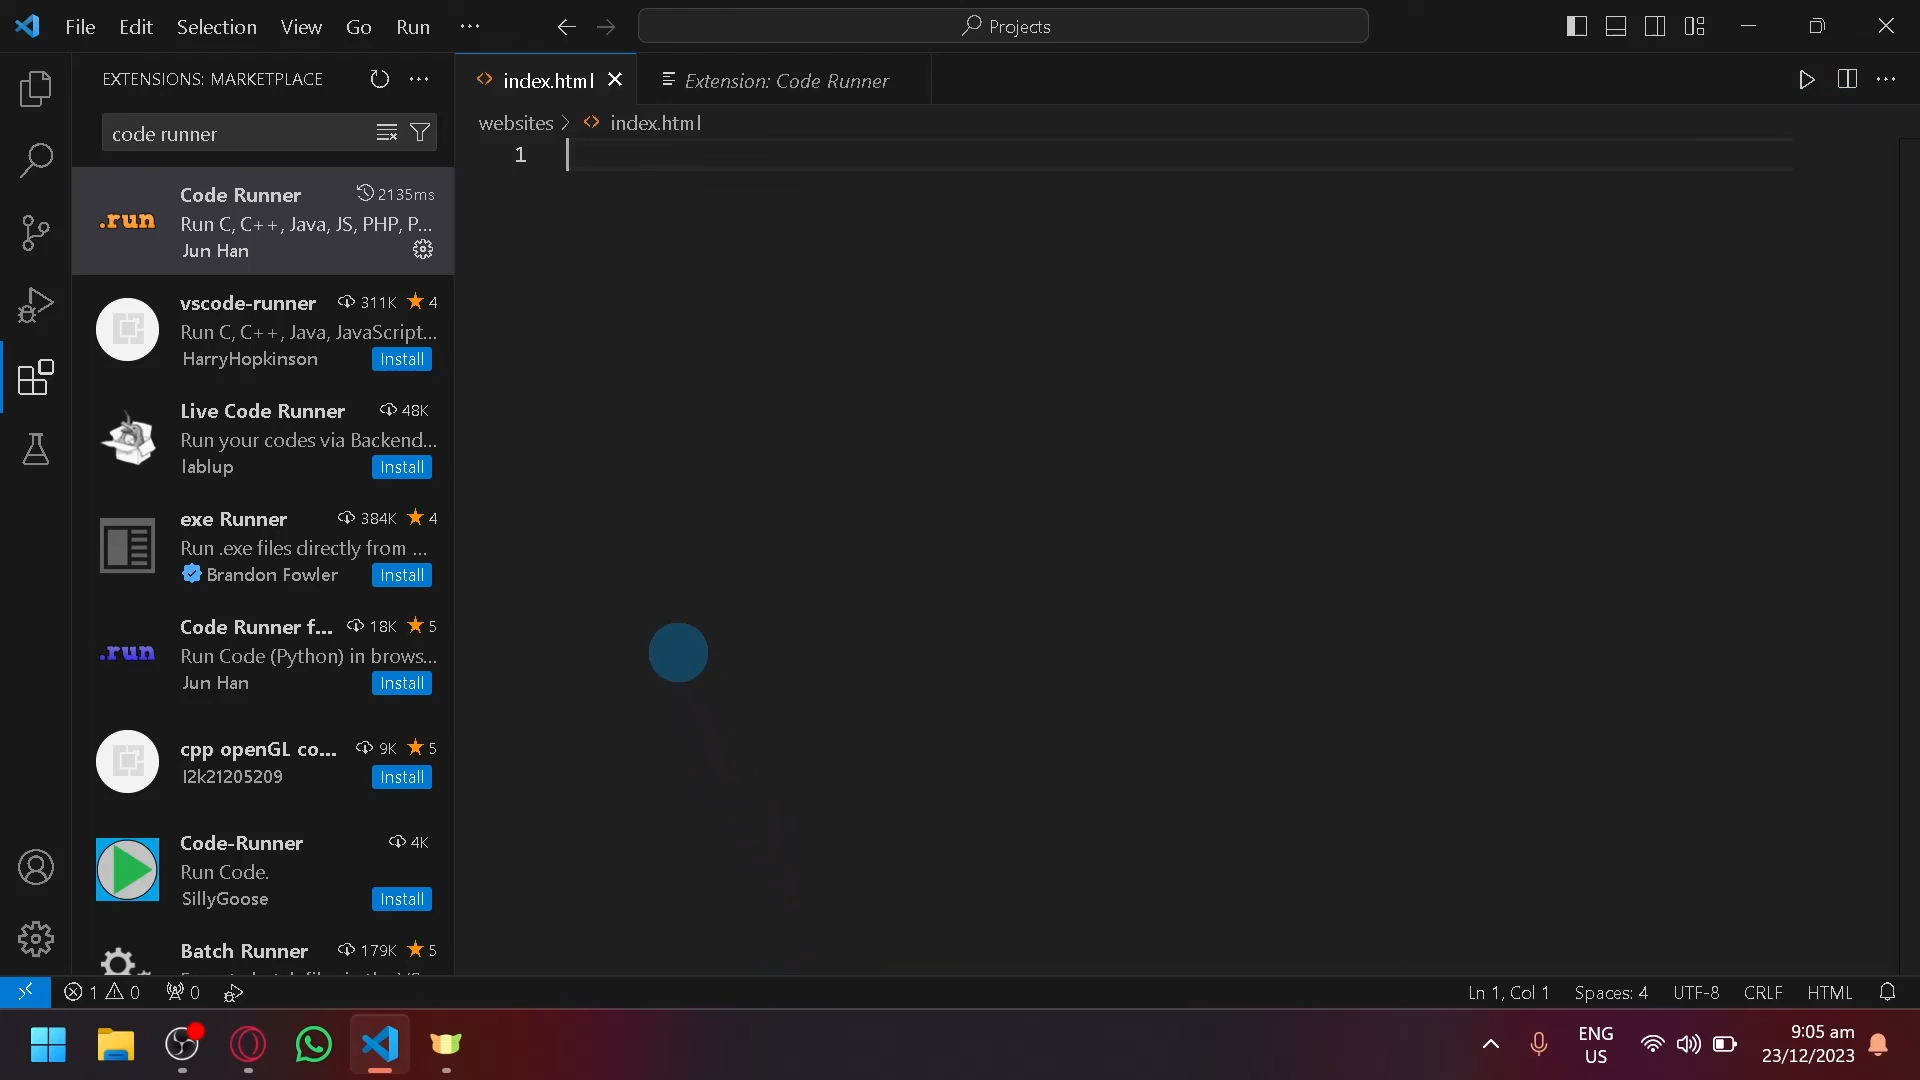 File Edit Selection View Go Run ···
Projects
EXTENSIONS: MARKETPLACE
code runner
index.html
Extension: Code Runner
websites > index.html
1
.run
Code Runner 2135ms
Run C, C++, Java, JS, PHP, P...
Jun Han
vscode-runner 311K ★ 4
Run C, C++, Java, JavaScript...
HarryHopkinson Install
Live Code Runner 48K
Run your codes via Backend...
lablup Install
exe Runner 384K ★ 4
Run .exe files directly from ...
Brandon Fowler Install
.run
Code Runner f... 18K ★ 5
Run Code (Python) in brows...
Jun Han Install
cpp openGL co... 9K ★ 5
l2k21205209 Install
Code-Runner 4K
Run Code.
SillyGoose Install
Batch Runner 179K ★ 5
1 0 0
Ln 1, Col 1 Spaces: 4 UTF-8 CRLF HTML
ENG
US
9:05 am
23/12/2023